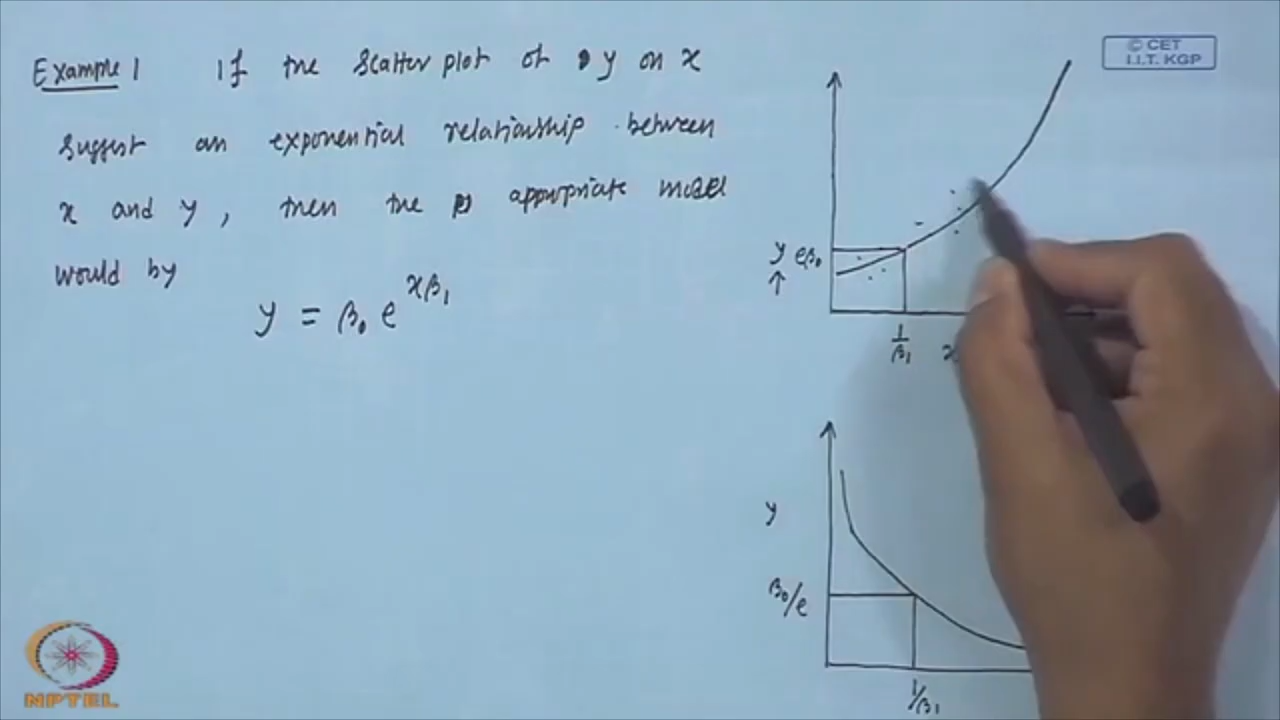 Example 1 If the scatter plot of y on x
suggest an exponential relationship between
x and y, then the appropriate model
would by
y = β₀ e^{xβ₁}
© CET
I.I.T. KGP
y eβ₀
1/β₁ x
y
β₀/e
1/β₁
NPTEL